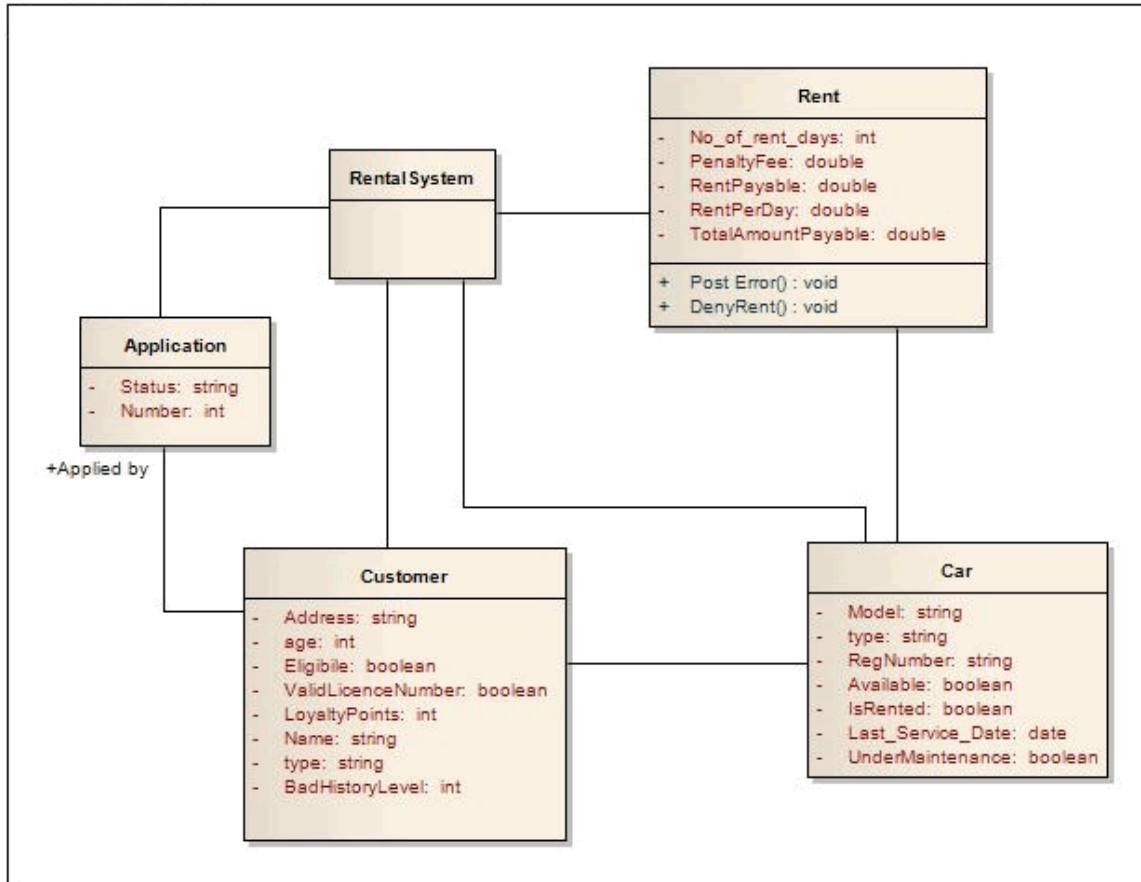 Rent
- No_of_rent_days: int
- PenaltyFee: double
- RentPayable: double
- RentPerDay: double
- TotalAmountPayable: double
+ Post Error() : void
+ DenyRent() : void
RentalSystem
Application
- Status: string
- Number: int
+Applied by
Customer
- Address: string
- age: int
- Eligibile: boolean
- ValidLicenceNumber: boolean
- LoyaltyPoints: int
- Name: string
- type: string
- BadHistoryLevel: int
Car
- Model: string
- type: string
- RegNumber: string
- Available: boolean
- IsRented: boolean
- Last_Service_Date: date
- UnderMaintenance: boolean